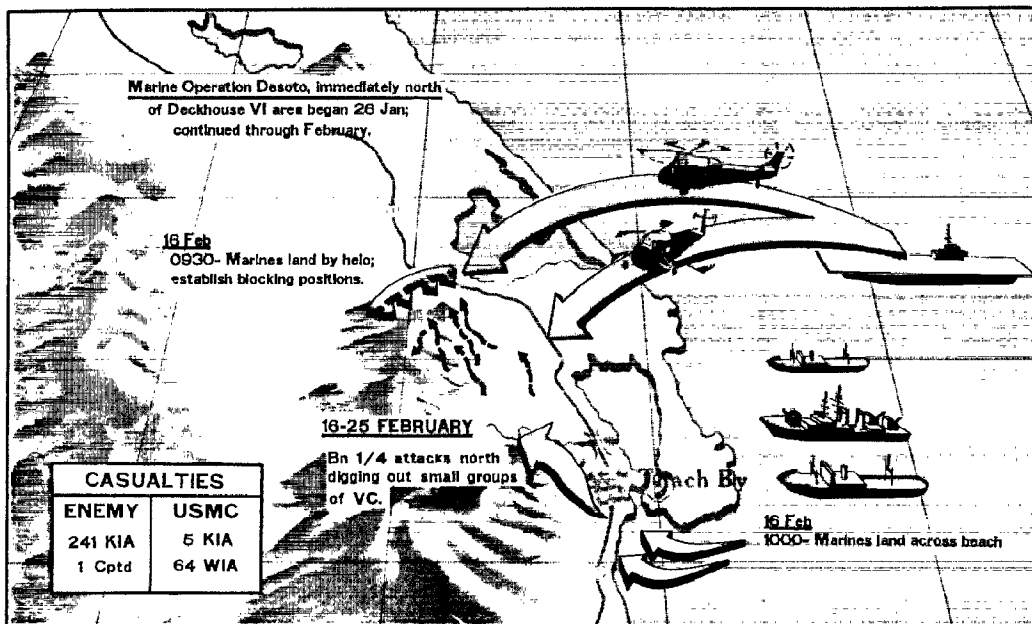 Marine Operation Desoto, immediately north
of Deckhouse VI area began 26 Jan;
continued through February.
16 Feb
0930- Marines land by helo;
establish blocking positions.
16-25 FEBRUARY
Bn 1/4 attacks north
digging out small groups
of VC.
Thach By
16 Feb
1000- Marines land across beach
CASUALTIES
ENEMY USMC
241 KIA 5 KIA
1 Cptd 64 WIA